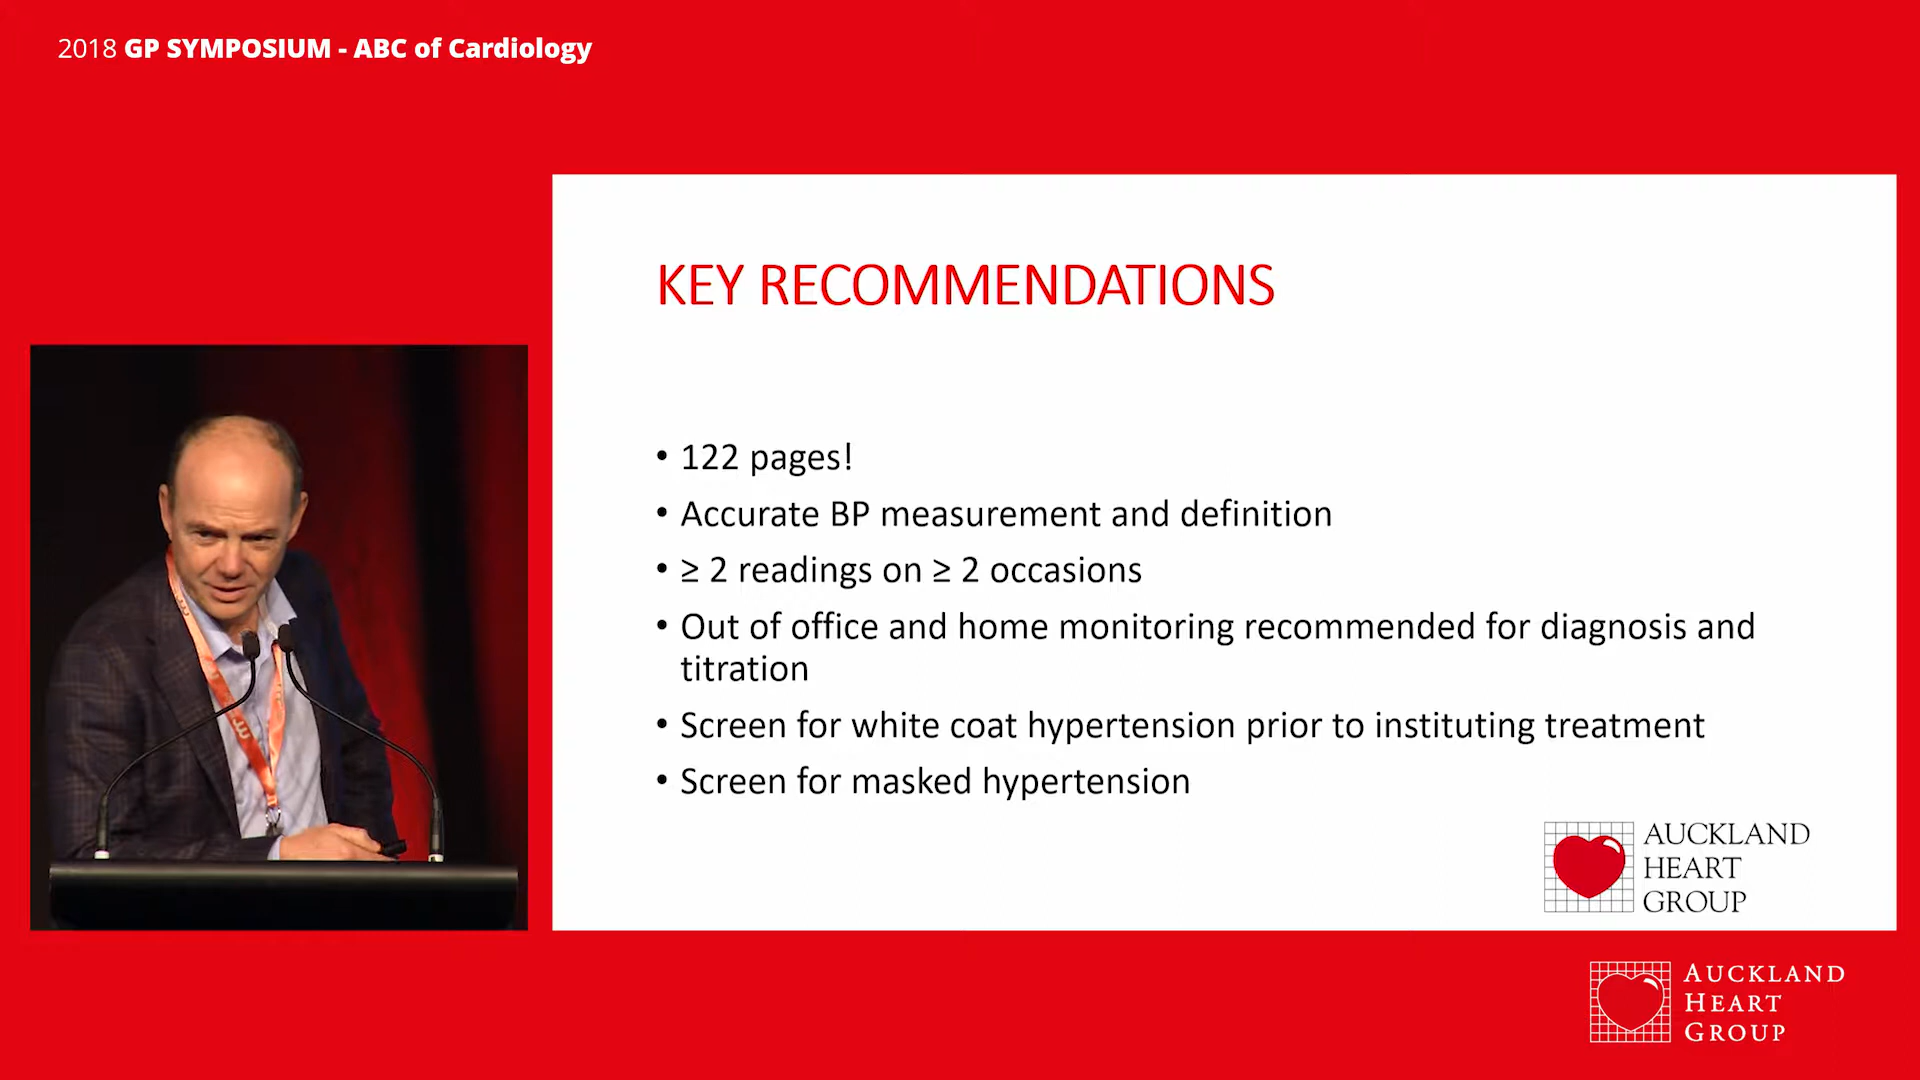 2018 GP SYMPOSIUM - ABC of Cardiology
KEY RECOMMENDATIONS
• 122 pages!
• Accurate BP measurement and definition
• ≥ 2 readings on ≥ 2 occasions
• Out of office and home monitoring recommended for diagnosis and
titration
• Screen for white coat hypertension prior to instituting treatment
• Screen for masked hypertension
AUCKLAND
HEART
GROUP
AUCKLAND
HEART
GROUP